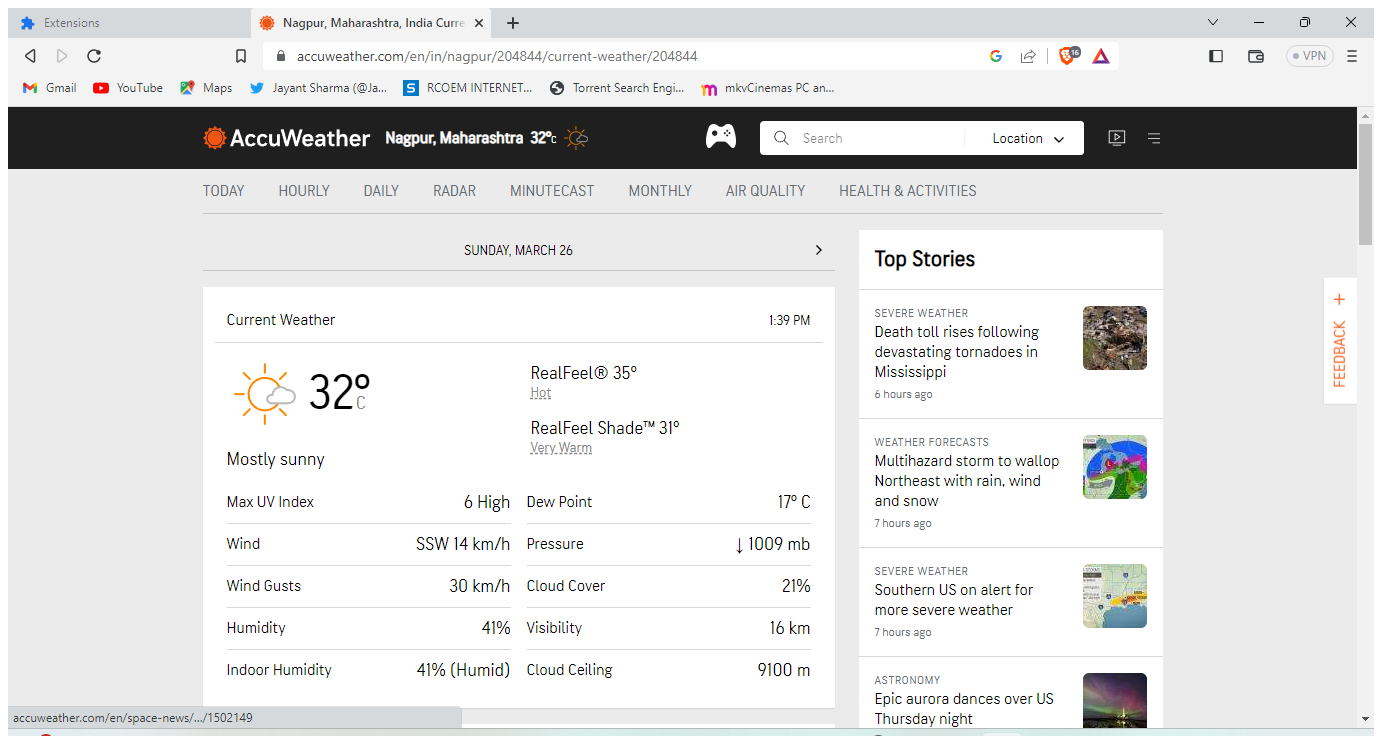 Extensions
Nagpur, Maharashtra, India Curre
accuweather.com/en/in/nagpur/204844/current-weather/204844
16
VPN
Gmail
YouTube
Maps
Jayant Sharma (@Ja...
RCOEM INTERNET...
Torrent Search Engi...
mkvCinemas PC an...
AccuWeather
Nagpur, Maharashtra 32°C
Search
Location
TODAY
HOURLY
DAILY
RADAR
MINUTECAST
MONTHLY
AIR QUALITY
HEALTH & ACTIVITIES
SUNDAY, MARCH 26
Current Weather
1:39 PM
32°C
RealFeel® 35°
Hot
RealFeel Shade™ 31°
Very Warm
Mostly sunny
Max UV Index 6 High
Dew Point 17° C
Wind SSW 14 km/h
Pressure ↓ 1009 mb
Wind Gusts 30 km/h
Cloud Cover 21%
Humidity 41%
Visibility 16 km
Indoor Humidity 41% (Humid)
Cloud Ceiling 9100 m
Top Stories
SEVERE WEATHER
Death toll rises following
devastating tornadoes in
Mississippi
6 hours ago
WEATHER FORECASTS
Multihazard storm to wallop
Northeast with rain, wind
and snow
7 hours ago
SEVERE WEATHER
Southern US on alert for
more severe weather
7 hours ago
ASTRONOMY
Epic aurora dances over US
Thursday night
FEEDBACK
accuweather.com/en/space-news/.../1502149